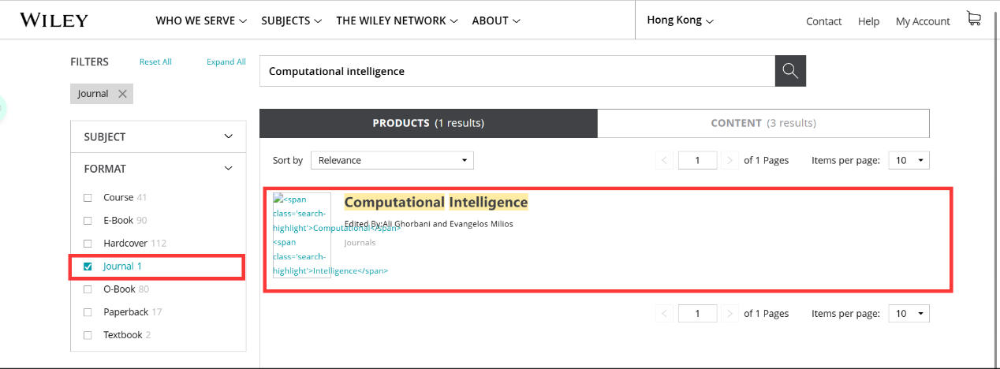 WILEY
WHO WE SERVE SUBJECTS THE WILEY NETWORK ABOUT Hong Kong Contact Help My Account
FILTERS Reset All Expand All
Computational intelligence
Journal
PRODUCTS (1 results) CONTENT (3 results)
SUBJECT
Sort by Relevance 1 of 1 Pages Items per page: 10
FORMAT
Course 41
E-Book 90
Hardcover 112
Journal 1
O-Book 80
Paperback 17
Textbook 2
Computational Intelligence
<span
class='search-
highlight'>Computational</span>
<span
class='search-
highlight'>Intelligence</span>
Edited By:Ali Ghorbani and Evangelos Milios
Journals
1 of 1 Pages Items per page: 10